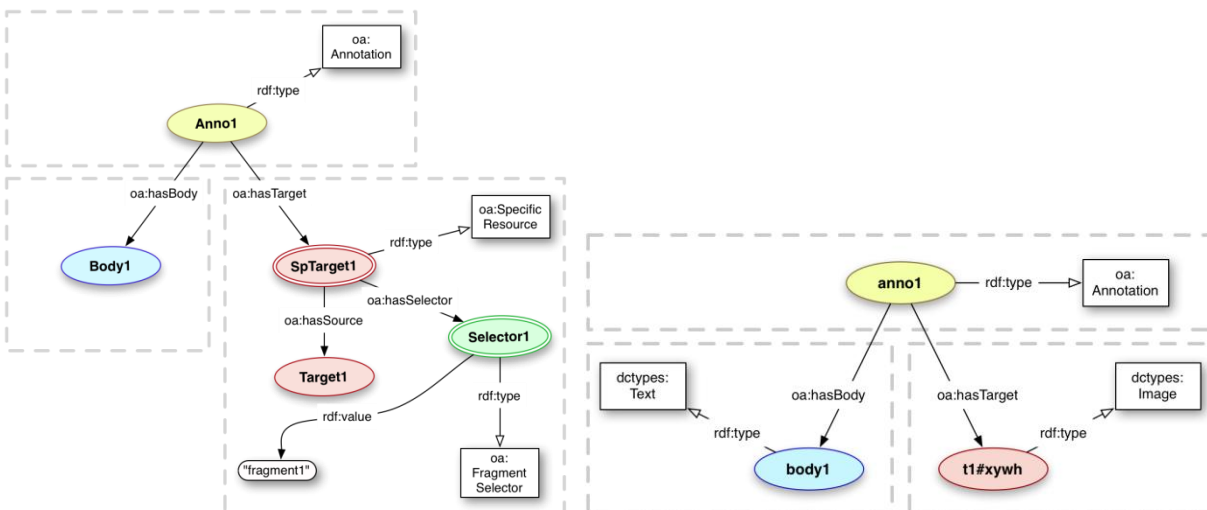 oa:
Annotation
rdf:type
Anno1
oa:hasBody
oa:hasTarget
oa:Specific
Resource
rdf:type
Body1
SpTarget1
oa:hasSelector
oa:hasSource
Selector1
Target1
rdf:type
rdf:value
"fragment1"
oa:
Fragment
Selector
anno1
rdf:type
oa:
Annotation
dctypes:
Text
oa:hasBody
oa:hasTarget
dctypes:
Image
rdf:type
rdf:type
body1
t1#xywh